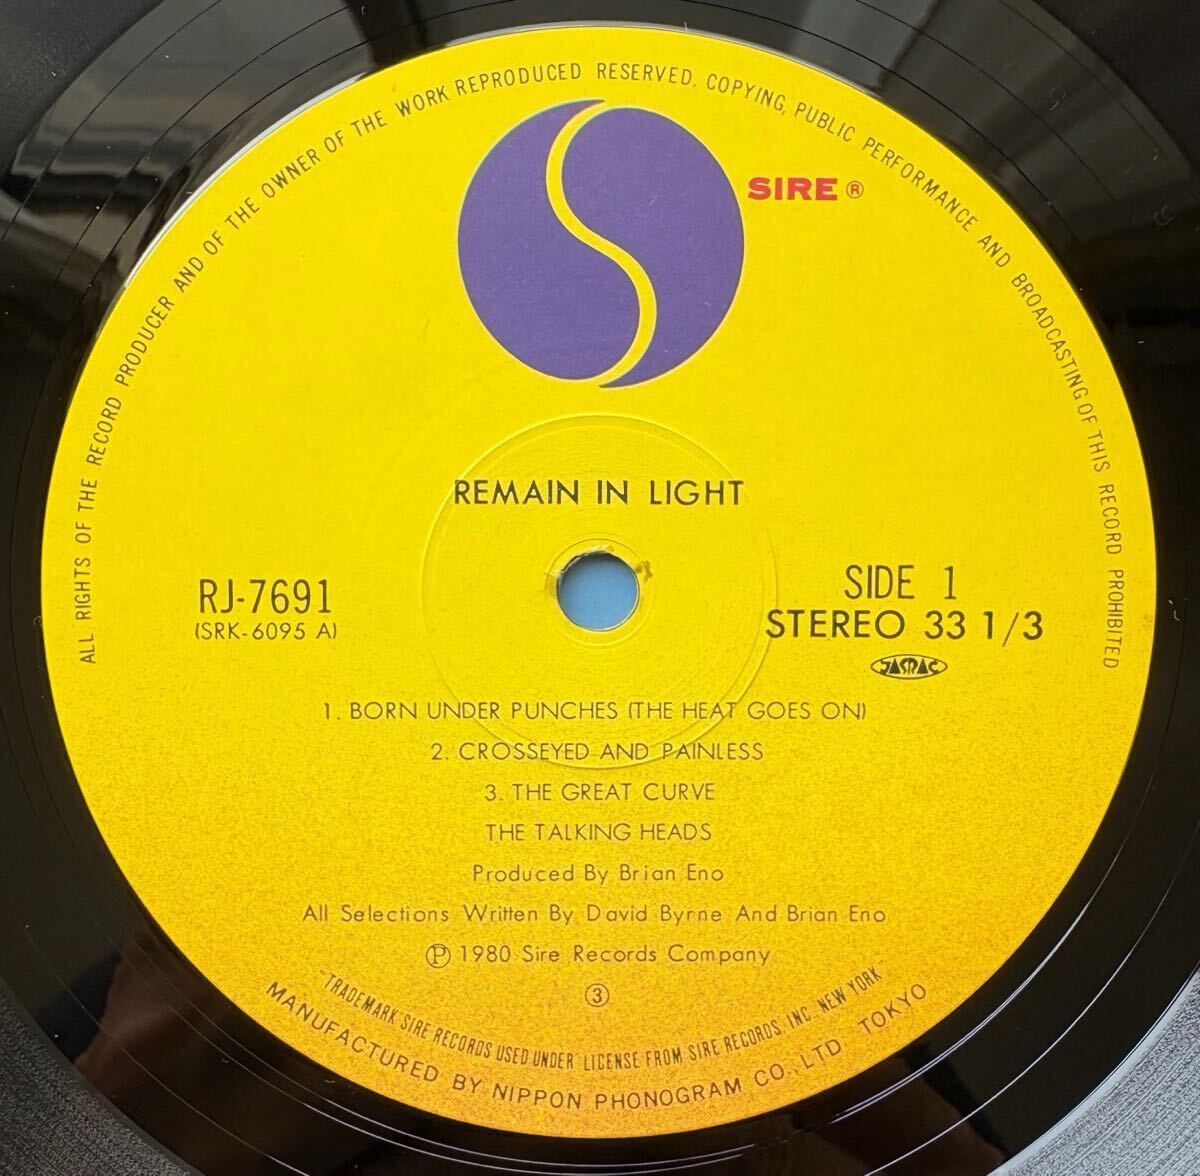 ALL RIGHTS OF THE RECORD PRODUCER AND OF THE OWNER OF THE WORK REPRODUCED RESERVED. COPYING, PUBLIC PERFORMANCE AND BROADCASTING OF THIS RECORD PROHIBITED
SIRE ®
REMAIN IN LIGHT
RJ-7691
(SRK-6095 A)
SIDE 1
STEREO 33 1/3
JASRAC
1. BORN UNDER PUNCHES (THE HEAT GOES ON)
2. CROSSEYED AND PAINLESS
3. THE GREAT CURVE
THE TALKING HEADS
Produced By Brian Eno
All Selections Written By David Byrne And Brian Eno
Ⓟ 1980 Sire Records Company
③
"TRADEMARK SIRE RECORDS USED UNDER LICENSE FROM SIRE RECORDS, INC. NEW YORK"
MANUFACTURED BY NIPPON PHONOGRAM CO., LTD TOKYO